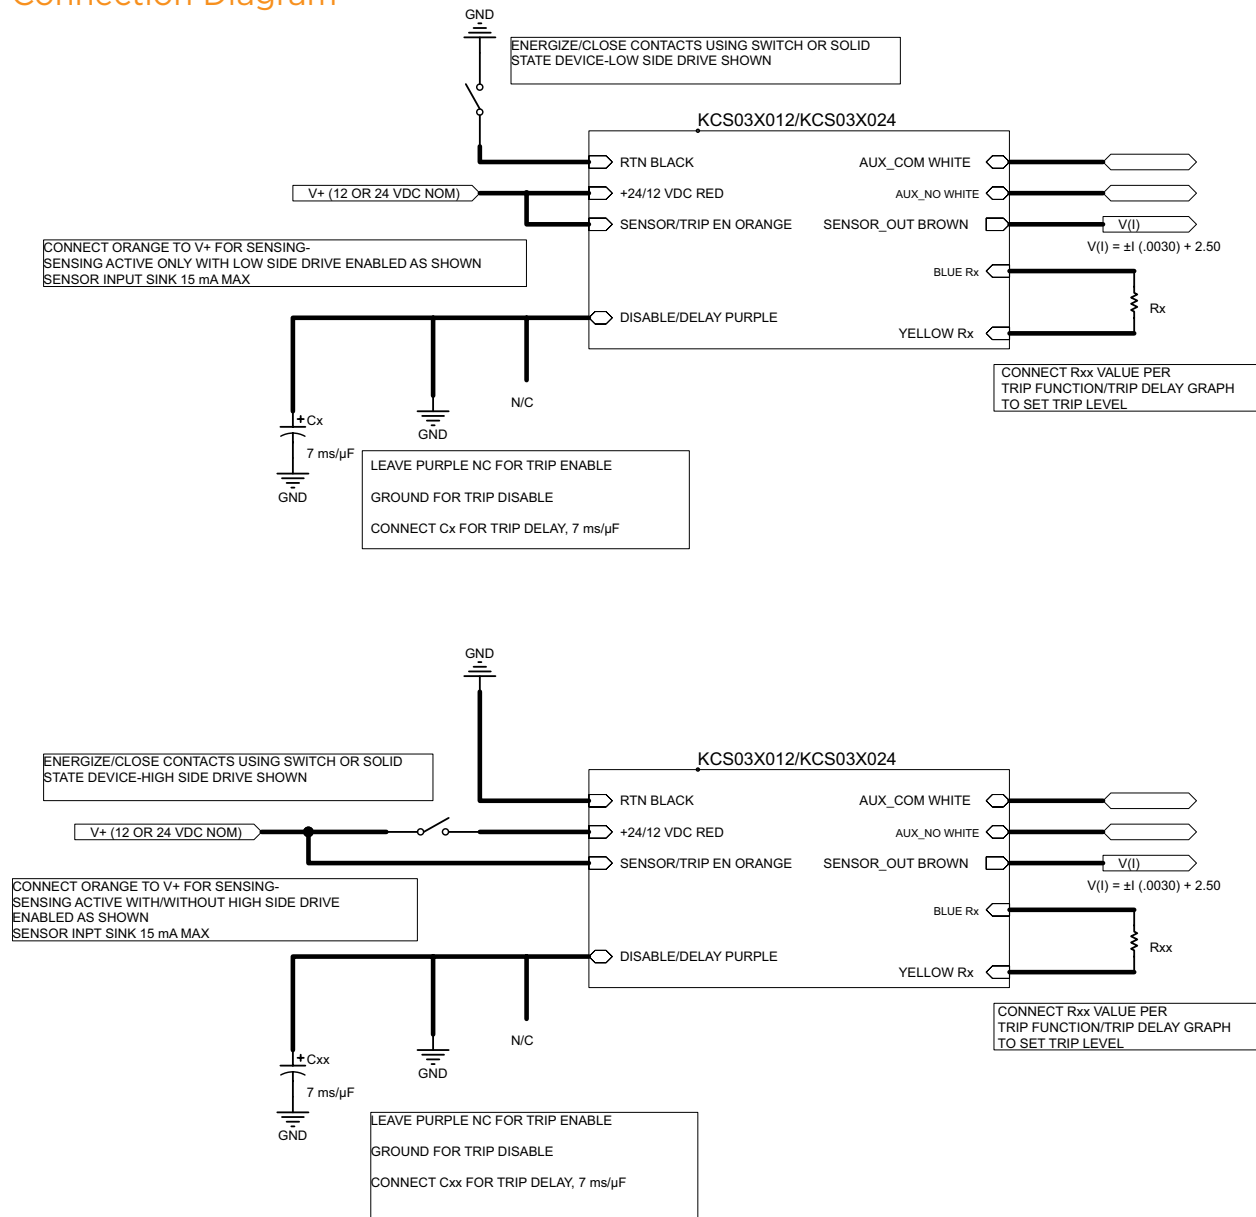 Connection Diagram
GND
ENERGIZE/CLOSE CONTACTS USING SWITCH OR SOLID
STATE DEVICE-LOW SIDE DRIVE SHOWN
KCS03X012/KCS03X024
RTN BLACK
AUX_COM WHITE
V+ (12 OR 24 VDC NOM)
+24/12 VDC RED
AUX_NO WHITE
SENSOR/TRIP EN ORANGE
SENSOR_OUT BROWN
V(I)
V(I) = ±I (.0030) + 2.50
CONNECT ORANGE TO V+ FOR SENSING-
SENSING ACTIVE ONLY WITH LOW SIDE DRIVE ENABLED AS SHOWN
SENSOR INPUT SINK 15 mA MAX
BLUE Rx
Rx
DISABLE/DELAY PURPLE
YELLOW Rx
CONNECT Rxx VALUE PER
TRIP FUNCTION/TRIP DELAY GRAPH
TO SET TRIP LEVEL
N/C
+Cx
GND
7 ms/µF
GND
LEAVE PURPLE NC FOR TRIP ENABLE
GROUND FOR TRIP DISABLE
CONNECT Cx FOR TRIP DELAY, 7 ms/µF
GND
ENERGIZE/CLOSE CONTACTS USING SWITCH OR SOLID
STATE DEVICE-HIGH SIDE DRIVE SHOWN
KCS03X012/KCS03X024
RTN BLACK
AUX_COM WHITE
V+ (12 OR 24 VDC NOM)
+24/12 VDC RED
AUX_NO WHITE
SENSOR/TRIP EN ORANGE
SENSOR_OUT BROWN
V(I)
V(I) = ±I (.0030) + 2.50
CONNECT ORANGE TO V+ FOR SENSING-
SENSING ACTIVE WITH/WITHOUT HIGH SIDE DRIVE
ENABLED AS SHOWN
SENSOR INPT SINK 15 mA MAX
BLUE Rx
Rxx
DISABLE/DELAY PURPLE
YELLOW Rx
CONNECT Rxx VALUE PER
TRIP FUNCTION/TRIP DELAY GRAPH
TO SET TRIP LEVEL
N/C
+Cxx
GND
7 ms/µF
GND
LEAVE PURPLE NC FOR TRIP ENABLE
GROUND FOR TRIP DISABLE
CONNECT Cxx FOR TRIP DELAY, 7 ms/µF